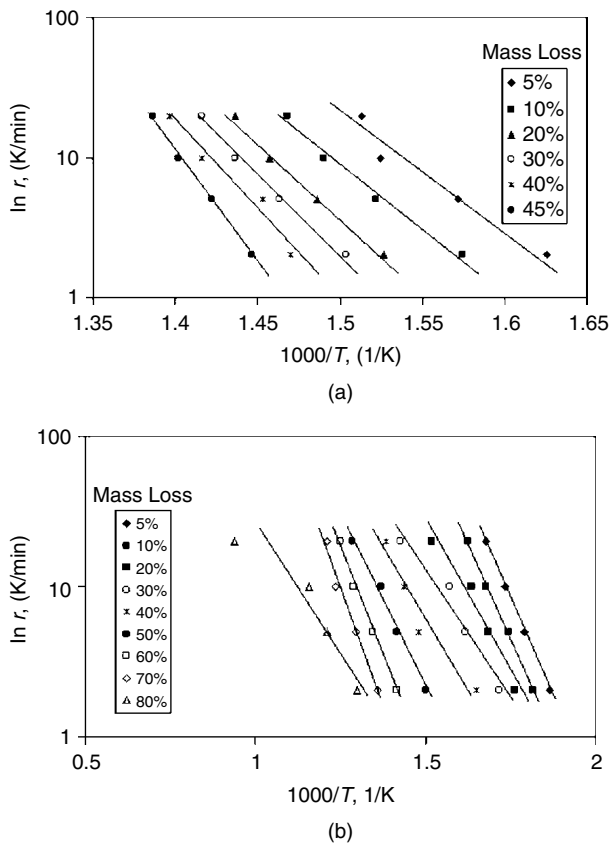 (a)
100
10
1
ln r, (K/min)
Mass Loss
5%
10%
20%
30%
40%
45%
1.35 1.4 1.45 1.5 1.55 1.6 1.65
1000/T, (1/K)
(a)
100
10
1
ln r, (K/min)
Mass Loss
5%
10%
20%
30%
40%
50%
60%
70%
80%
0.5 1 1.5 2
1000/T, 1/K
(b)